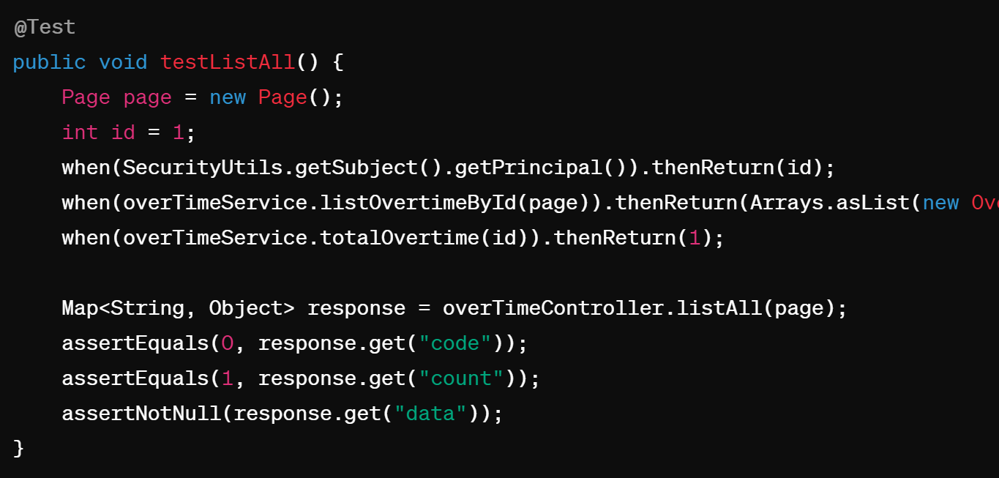 @Test
public void testListAll() {
    Page page = new Page();
    int id = 1;
    when(SecurityUtils.getSubject().getPrincipal()).thenReturn(id);
    when(overTimeService.listOvertimeById(page)).thenReturn(Arrays.asList(new
    when(overTimeService.totalOvertime(id)).thenReturn(1);
    Map<String, Object> response = overTimeController.listAll(page);
    assertEquals(0, response.get("code"));
    assertEquals(1, response.get("count"));
    assertNotNull(response.get("data"));
}